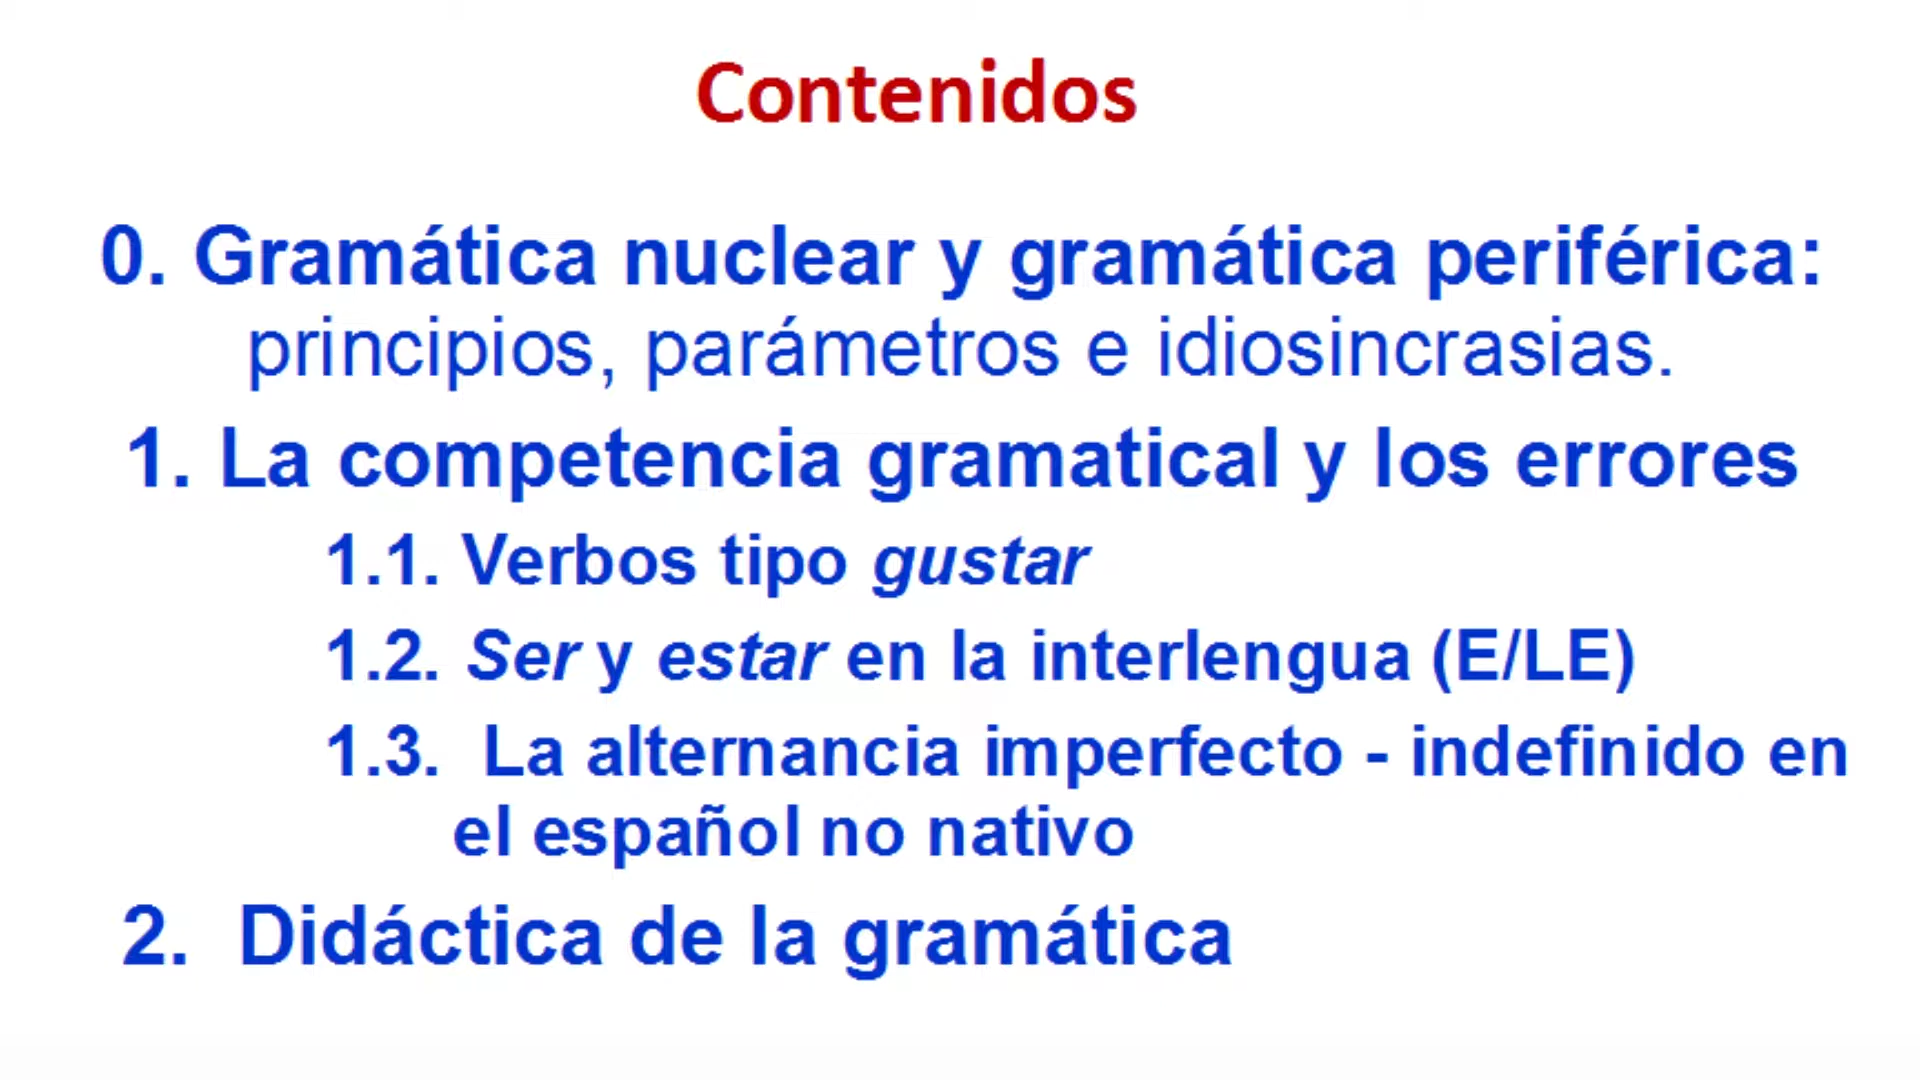 Contenidos
0. Gramática nuclear y gramática periférica:
principios, parámetros e idiosincrasias.
1. La competencia gramatical y los errores
1.1. Verbos tipo gustar
1.2. Ser y estar en la interlengua (E/LE)
1.3. La alternancia imperfecto - indefinido en
el español no nativo
2. Didáctica de la gramática